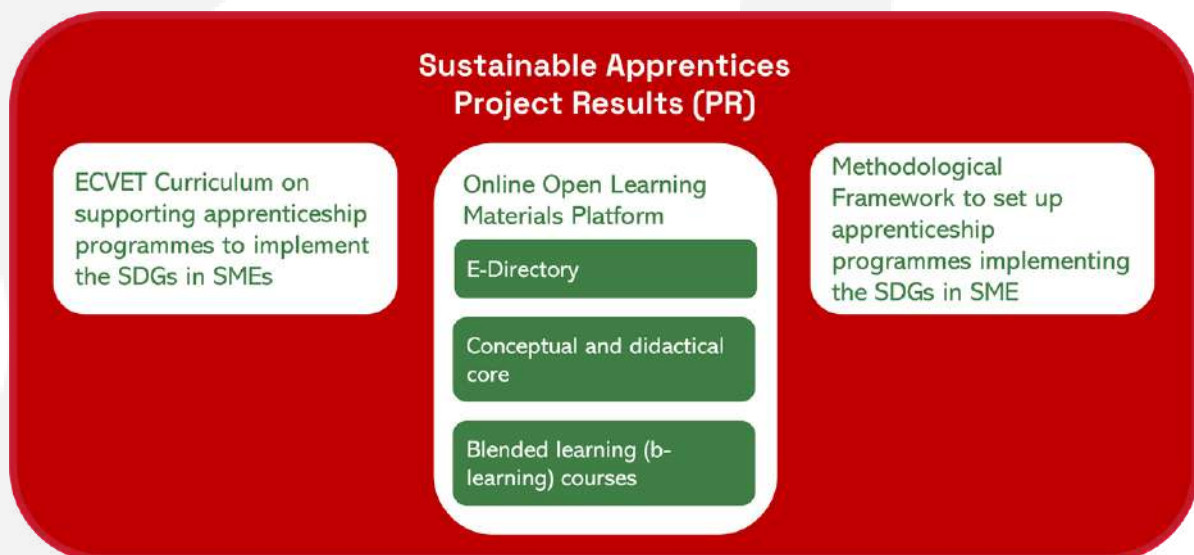 Sustainable Apprentices
Project Results (PR)
ECVET Curriculum on
supporting apprenticeship
programmes to implement
the SDGs in SMEs
Online Open Learning
Materials Platform
E-Directory
Conceptual and didactical
core
Blended learning (b-
learning) courses
Methodological
Framework to set up
apprenticeship
programmes implementing
the SDGs in SME